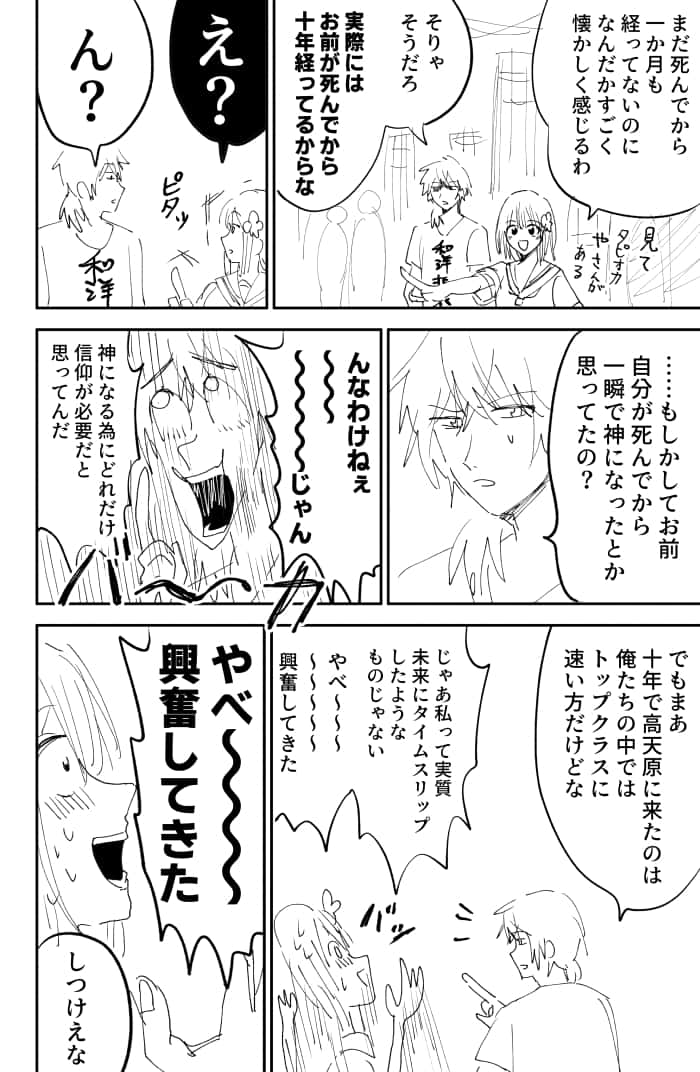 まだ死んでから
一か月も
経ってないのに
なんだかすごく
懐かしく感じるわ
見て
タピオカ
やさんが
ある
そりゃ
そうだろ
実際には
お前が死んでから
十年経ってるからな
和洋
え？
ピタッ
ん？
和洋
……もしかしてお前
自分が死んでから
一瞬で神になったとか
思ってたの？
んなわけねぇ
〜〜〜
〜〜〜〜じゃん
神になる為にどれだけ
信仰が必要だと
思ってんだ
でもまあ
十年で高天原に来たのは
俺たちの中では
トップクラスに
速い方だけどな
じゃあ私って実質
未来にタイムスリップ
したような
ものじゃない
やべ〜〜〜
〜〜〜〜〜
興奮してきた
やべ〜〜〜〜
興奮してきた
しつけえな